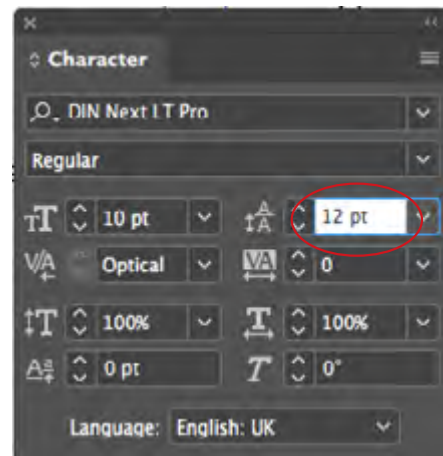 Character
DIN Next LT Pro
Regular
10 pt 12 pt
Optical 0
100% 100%
0 pt 0°
Language: English: UK